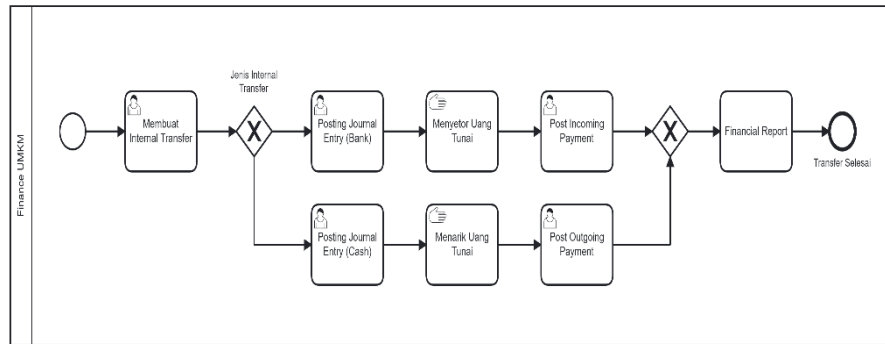 Finance UMKM
Membuat
Internal Transfer
Jenis Internal
Transfer
Posting Journal
Entry (Bank)
Menyetor Uang
Tunai
Post Incoming
Payment
Posting Journal
Entry (Cash)
Menarik Uang
Tunai
Post Outgoing
Payment
Financial Report
Transfer Selesai